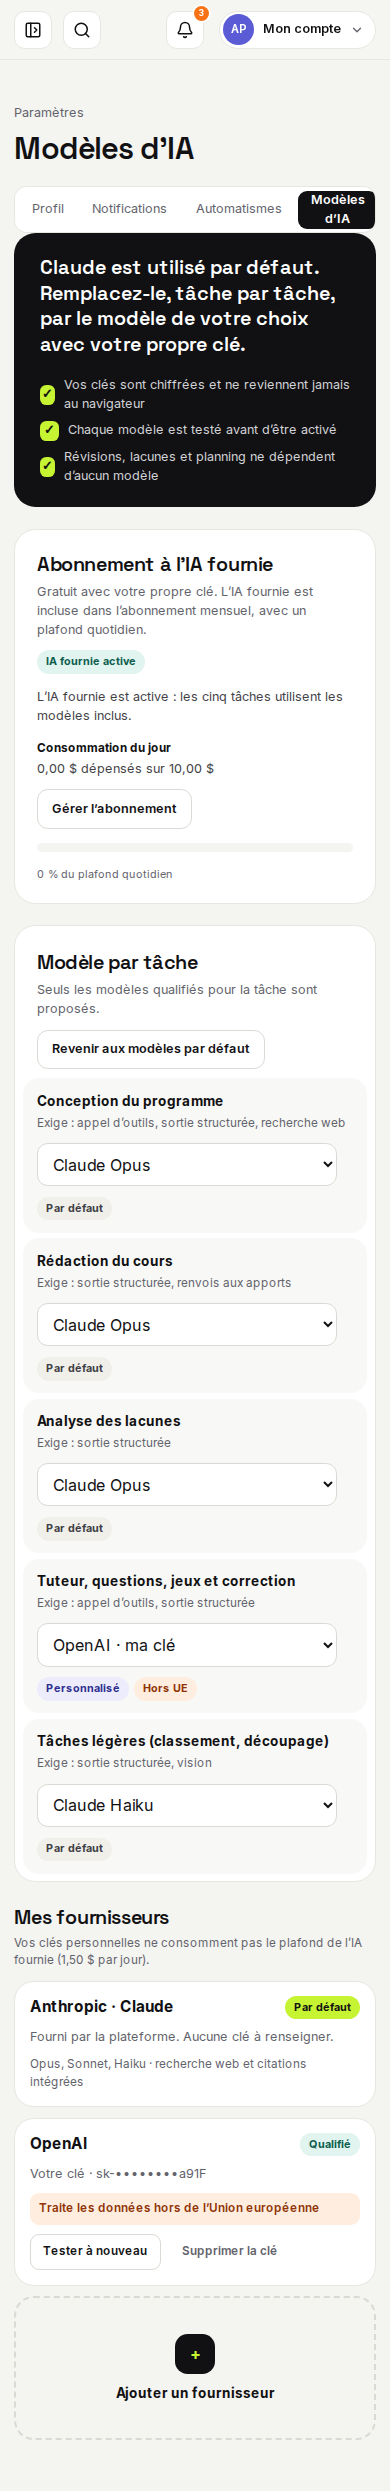 3
AP
Mon compte
Paramètres
Modèles d’IA
Profil
Notifications
Automatismes
Modèles
d’IA
Claude est utilisé par défaut.
Remplacez-le, tâche par tâche,
par le modèle de votre choix
avec votre propre clé.
✓ Vos clés sont chiffrées et ne reviennent jamais
au navigateur
✓ Chaque modèle est testé avant d’être activé
✓ Révisions, lacunes et planning ne dépendent
d’aucun modèle
Abonnement à l’IA fournie
Gratuit avec votre propre clé. L’IA fournie est
incluse dans l’abonnement mensuel, avec un
plafond quotidien.
IA fournie active
L’IA fournie est active : les cinq tâches utilisent les
modèles inclus.
Consommation du jour
0,00 $ dépensés sur 10,00 $
Gérer l’abonnement
0 % du plafond quotidien
Modèle par tâche
Seuls les modèles qualifiés pour la tâche sont
proposés.
Revenir aux modèles par défaut
Conception du programme
Exige : appel d’outils, sortie structurée, recherche web
Claude Opus
Par défaut
Rédaction du cours
Exige : sortie structurée, renvois aux apports
Claude Opus
Par défaut
Analyse des lacunes
Exige : sortie structurée
Claude Opus
Par défaut
Tuteur, questions, jeux et correction
Exige : appel d’outils, sortie structurée
OpenAI · ma clé
Personnalisé
Hors UE
Tâches légères (classement, découpage)
Exige : sortie structurée, vision
Claude Haiku
Par défaut
Mes fournisseurs
Vos clés personnelles ne consomment pas le plafond de l’IA
fournie (1,50 $ par jour).
Anthropic · Claude
Par défaut
Fourni par la plateforme. Aucune clé à renseigner.
Opus, Sonnet, Haiku · recherche web et citations
intégrées
OpenAI
Qualifié
Votre clé · sk-••••••••a91F
Traite les données hors de l’Union européenne
Tester à nouveau
Supprimer la clé
+
Ajouter un fournisseur